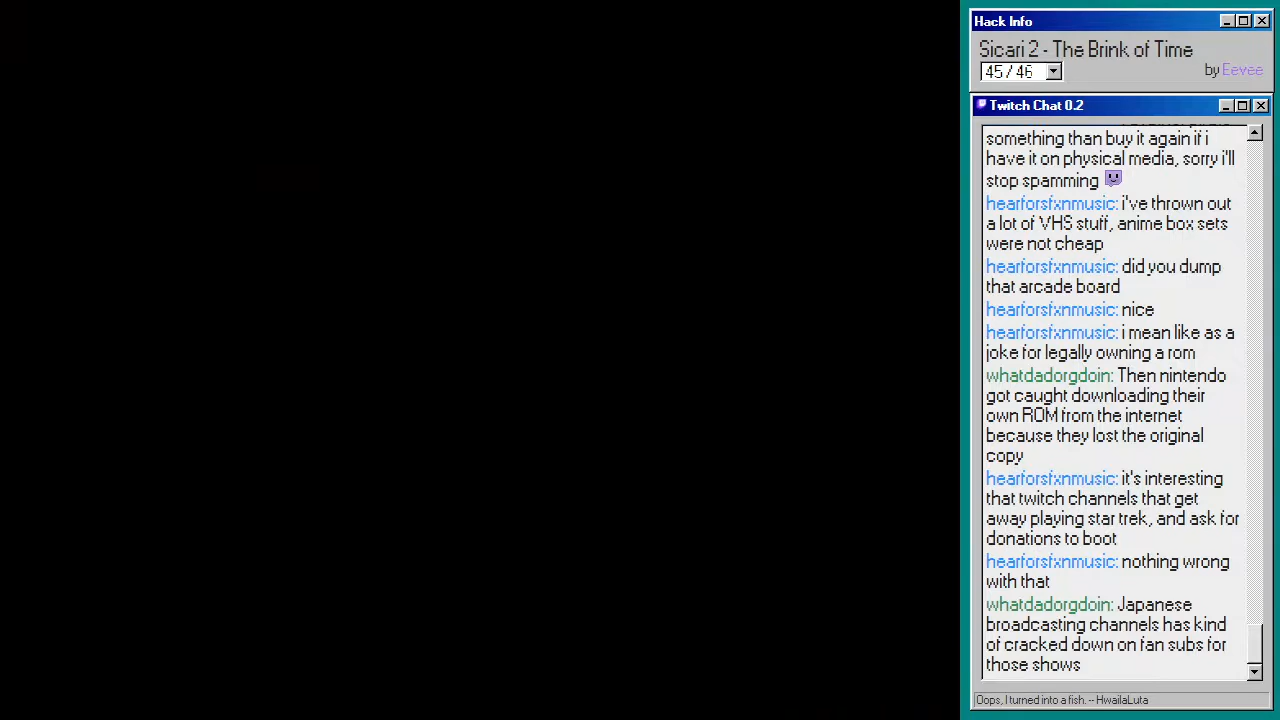 Hack Info
Sicari 2 - The Brink of Time
45/46
by Eevee
Twitch Chat 0.2
something than buy it again if i
have it on physical media, sorry i'll
stop spamming
hearforsfxnmusic: i've thrown out
a lot of VHS stuff, anime box sets
were not cheap
hearforsfxnmusic: did you dump
that arcade board
hearforsfxnmusic: nice
hearforsfxnmusic: i mean like as a
joke for legally owning a rom
whatdadorgdoin: Then nintendo
got caught downloading their
own ROM from the internet
because they lost the original
copy
hearforsfxnmusic: it's interesting
that twitch channels that get
away playing star trek, and ask for
donations to boot
hearforsfxnmusic: nothing wrong
with that
whatdadorgdoin: Japanese
broadcasting channels has kind
of cracked down on fan subs for
those shows
Oops, I turned into a fish. -- HwailaLuta